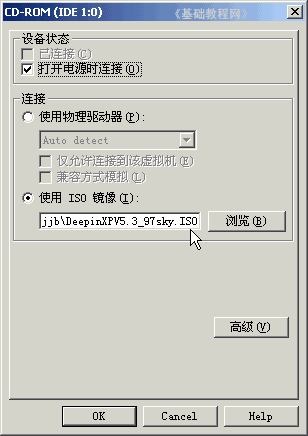 CD-ROM (IDE 1:0)
《基础教程网》
设备状态
已连接(C)
打开电源时连接(O)
连接
使用物理驱动器(P):
Auto detect
仅允许连接到该虚拟机(E)
兼容方式模拟(L)
使用 ISO 镜像(I):
jjb\DeepinXPV5.3_97sky.ISO
浏览(B)
高级(V)
OK
Cancel
Help